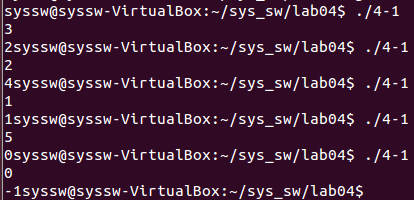 syssw@syssw-VirtualBox:~/sys_sw/lab04$ ./4-1
3
2syssw@syssw-VirtualBox:~/sys_sw/lab04$ ./4-1
2
4syssw@syssw-VirtualBox:~/sys_sw/lab04$ ./4-1
1
1syssw@syssw-VirtualBox:~/sys_sw/lab04$ ./4-1
5
0syssw@syssw-VirtualBox:~/sys_sw/lab04$ ./4-1
0
-1syssw@syssw-VirtualBox:~/sys_sw/lab04$